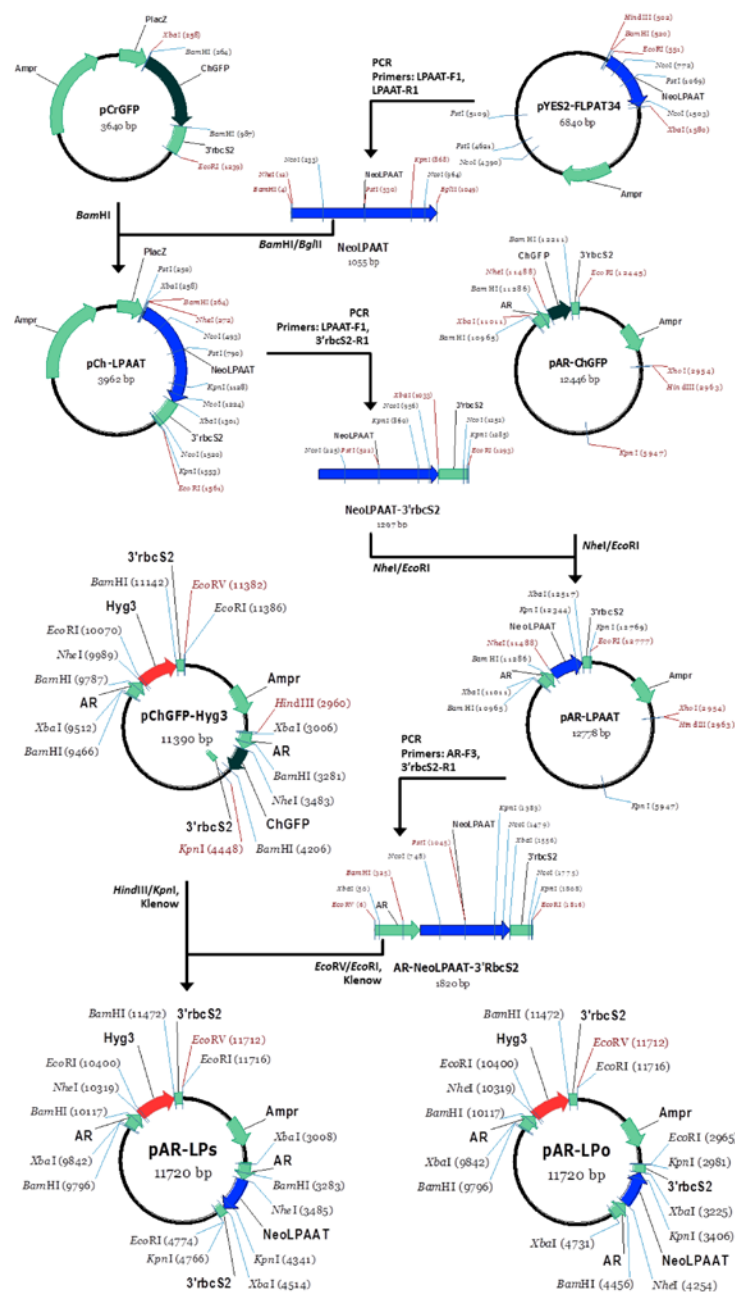 PlacZ
XbaI (258)
BamHI (264)
ChGFP
Ampr
pCrGFP
3640 bp
BamHI (987)
3'rbcS2
EcoRI (1239)
PCR
Primers: LPAAT-F1,
LPAAT-R1
HindIII (502)
BamHI (520)
EcoRI (551)
NcoI (772)
PstI (1069)
NeoLPAAT
NcoI (1503)
XbaI (1580)
pYES2-FLPAT34
6840 bp
PstI (5109)
PstI (4621)
NcoI (4390)
Ampr
NcoI (233)
KpnI (868)
NheI (12)
NeoLPAAT
NcoI (964)
BamHI (4)
PstI (530)
BglII (1045)
NeoLPAAT
1055 bp
BamHI
BamHI/BglII
PlacZ
PstI (252)
XbaI (258)
BamHI (264)
NheI (272)
NcoI (493)
PstI (790)
NeoLPAAT
KpnI (1128)
NcoI (1224)
XbaI (1301)
3'rbcS2
NcoI (1520)
KpnI (1553)
EcoRI (1561)
Ampr
pCh-LPAAT
3962 bp
PCR
Primers: LPAAT-F1,
3'rbcS2-R1
BamHI (12211)
3'rbcS2
ChGFP
EcoRI (12445)
NheI (11488)
BamHI (11286)
AR
Ampr
XbaI (11011)
BamHI (10965)
pAR-ChGFP
12446 bp
XhoI (2954)
HindIII (2963)
KpnI (5947)
XbaI (1033)
NcoI (956)
3'rbcS2
NeoLPAAT
KpnI (860)
NcoI (1252)
KpnI (1285)
NcoI (225)
PstI (522)
EcoRI (1293)
NeoLPAAT-3'rbcS2
1297 bp
NheI/EcoRI
NheI/EcoRI
3'rbcS2
BamHI (11142)
EcoRV (11382)
Hyg3
EcoRI (11386)
EcoRI (10070)
NheI (9989)
Ampr
BamHI (9787)
HindIII (2960)
AR
XbaI (3006)
XbaI (9512)
AR
BamHI (9466)
BamHI (3281)
pChGFP-Hyg3
11390 bp
NheI (3483)
ChGFP
3'rbcS2
BamHI (4206)
KpnI (4448)
XbaI (12517)
KpnI (12344)
3'rbcS2
NeoLPAAT
KpnI (12769)
NheI (11488)
EcoRI (12777)
BamHI (11286)
Ampr
AR
XbaI (11011)
BamHI (10965)
XhoI (2954)
HindIII (2963)
pAR-LPAAT
12778 bp
KpnI (5947)
PCR
Primers: AR-F3,
3'rbcS2-R1
KpnI (1383)
NeoLPAAT
NcoI (1479)
PstI (1045)
XbaI (1556)
NcoI (748)
3'rbcS2
BamHI (325)
NcoI (1775)
XbaI (50)
AR
KpnI (1808)
EcoRV (4)
EcoRI (1816)
AR-NeoLPAAT-3'RbcS2
1820 bp
HindIII/KpnI,
Klenow
EcoRV/EcoRI,
Klenow
BamHI (11472)
3'rbcS2
Hyg3
EcoRV (11712)
EcoRI (10400)
EcoRI (11716)
NheI (10319)
Ampr
BamHI (10117)
XbaI (3008)
AR
AR
XbaI (9842)
BamHI (3283)
BamHI (9796)
NheI (3485)
pAR-LPs
11720 bp
NeoLPAAT
EcoRI (4774)
KpnI (4341)
KpnI (4766)
XbaI (4514)
3'rbcS2
BamHI (11472)
3'rbcS2
Hyg3
EcoRV (11712)
EcoRI (10400)
EcoRI (11716)
NheI (10319)
Ampr
BamHI (10117)
EcoRI (2965)
AR
KpnI (2981)
XbaI (9842)
3'rbcS2
BamHI (9796)
XbaI (3225)
pAR-LPo
11720 bp
KpnI (3406)
XbaI (4731)
NeoLPAAT
AR
BamHI (4456)
NheI (4254)